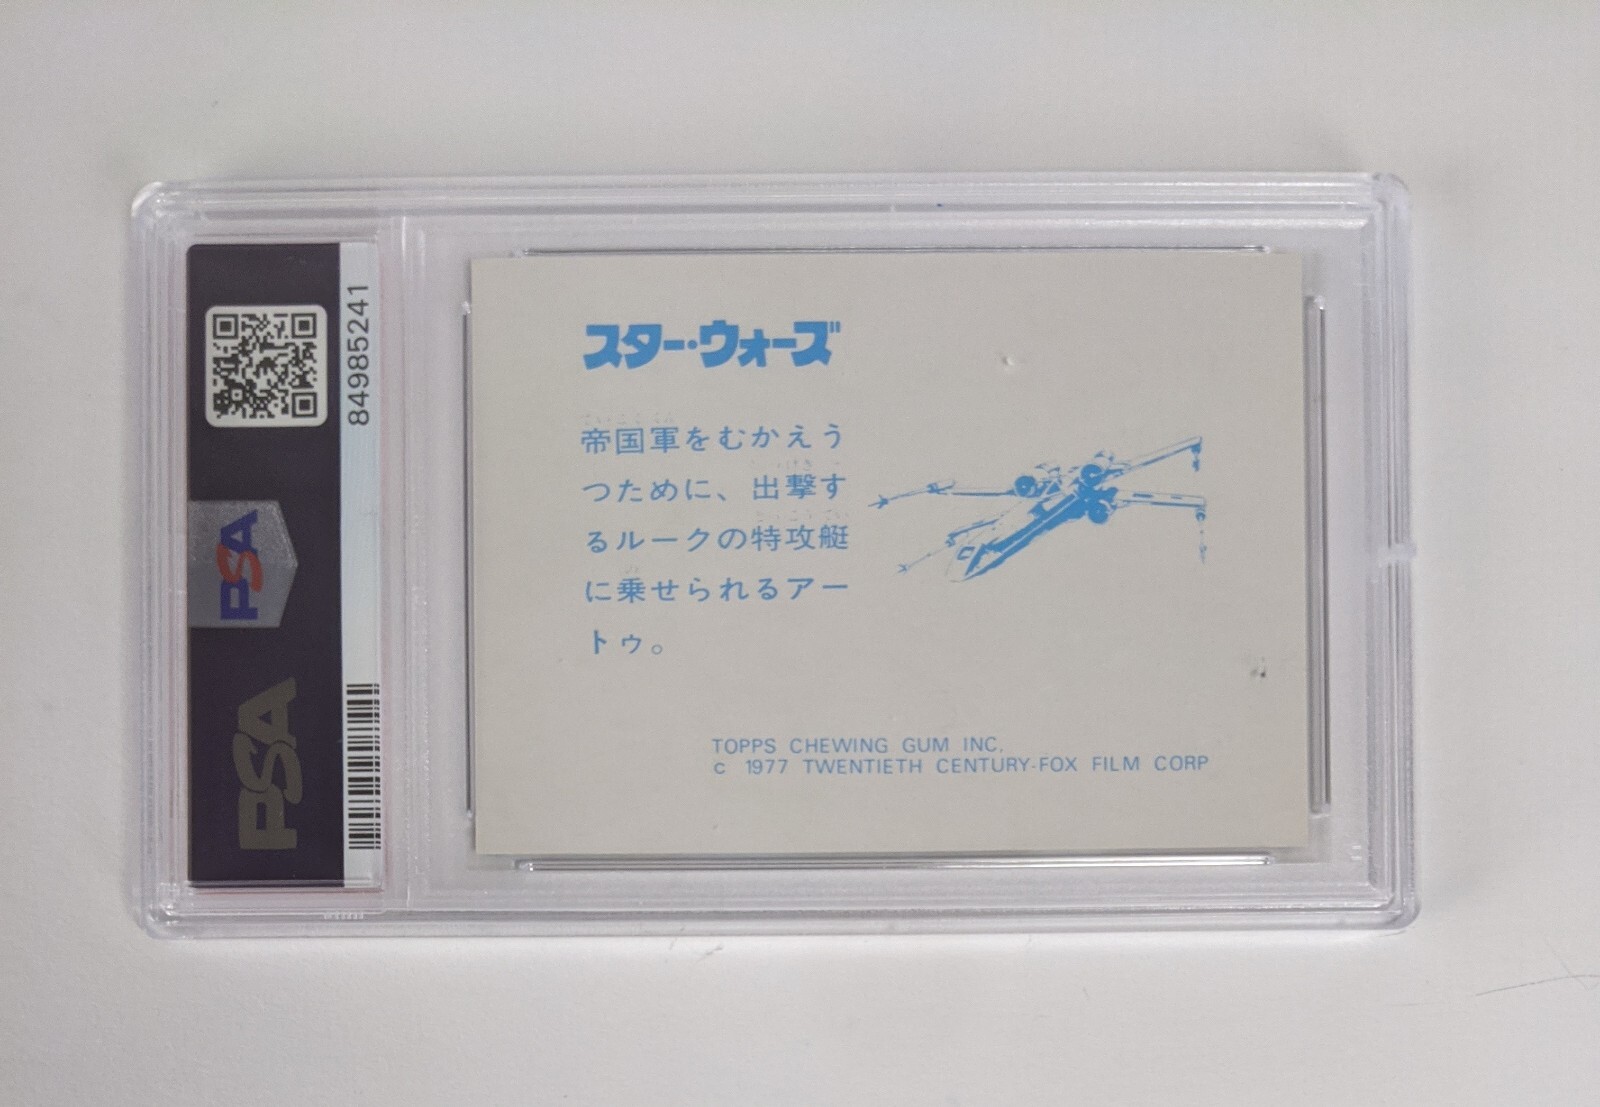 84985241
PSA
PSA
スター・ウォーズ
帝国軍をむかえう
つために、出撃す
るルークの特攻艇
に乗せられるアー
トゥ。
TOPPS CHEWING GUM INC.
c 1977 TWENTIETH CENTURY-FOX FILM CORP